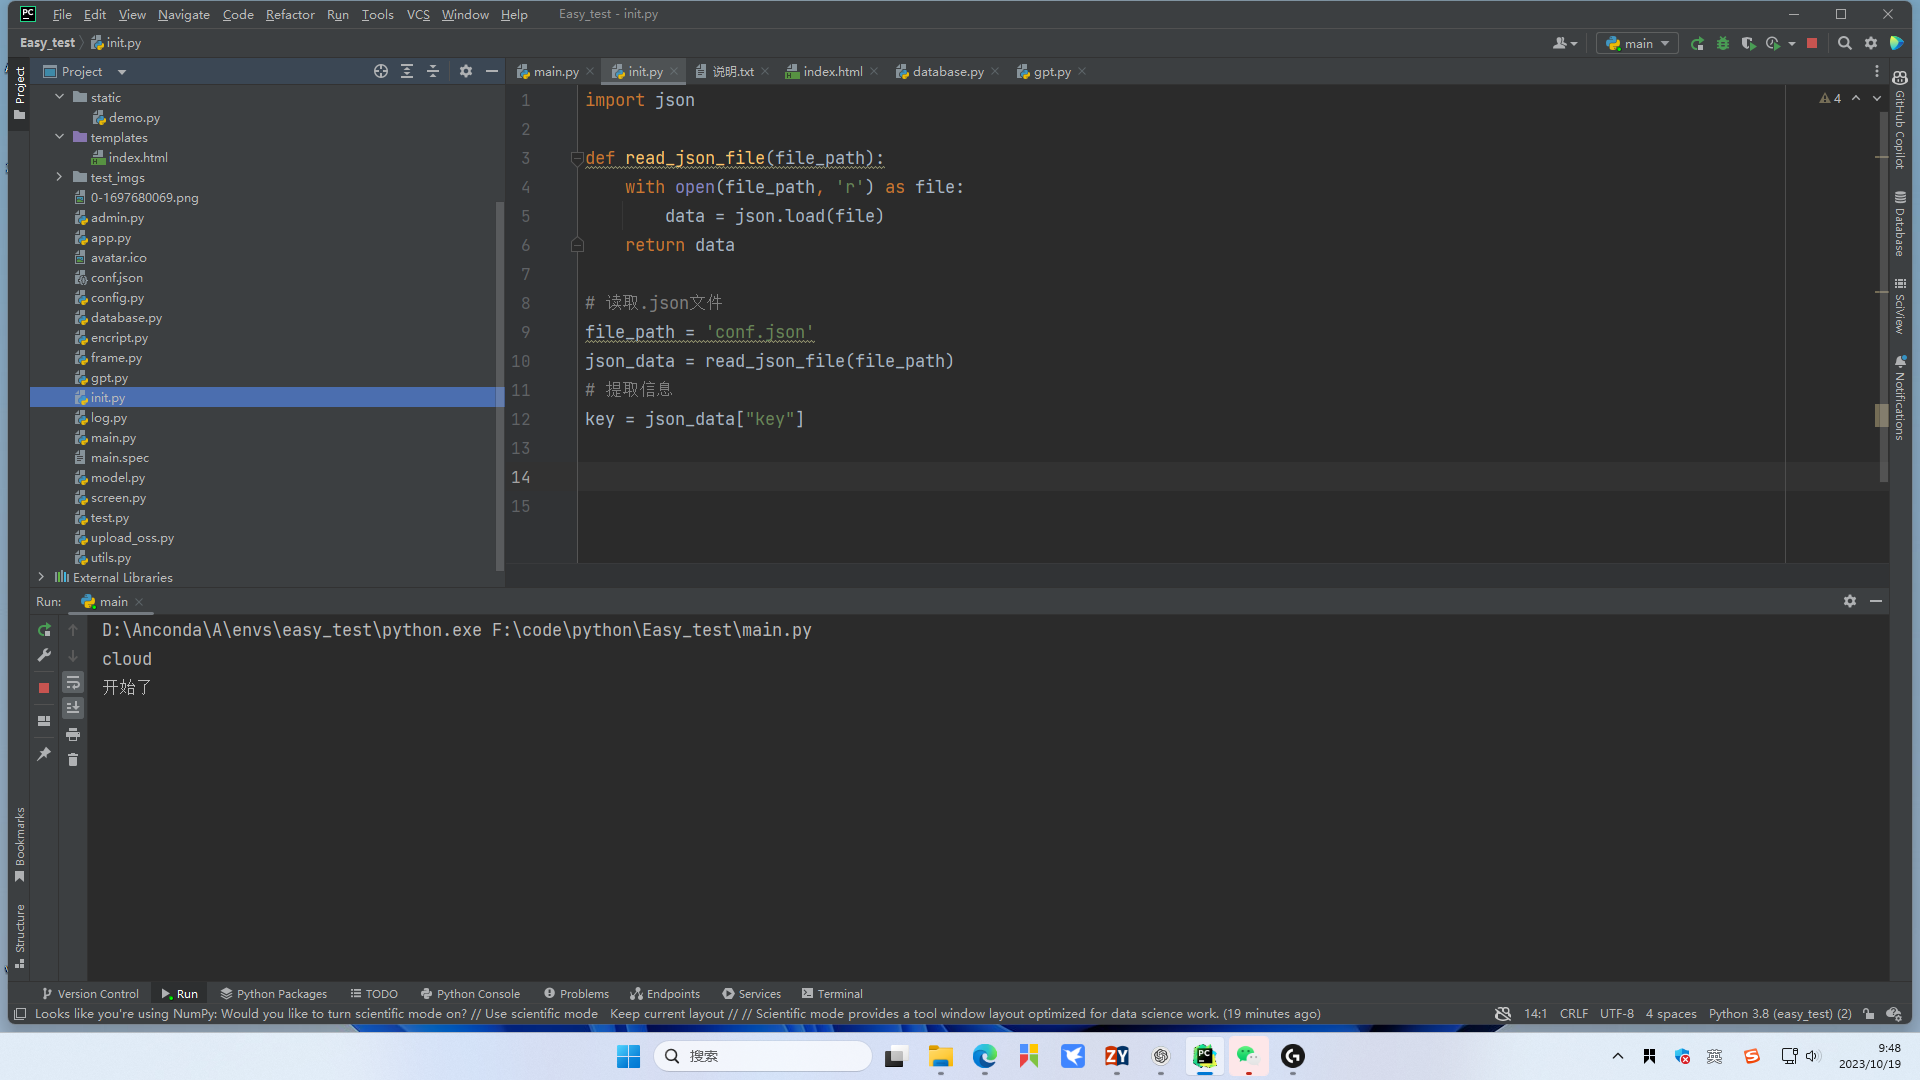 File Edit View Navigate Code Refactor Run Tools VCS Window Help Easy_test - init.py
Easy_test init.py
main
Project
Project
static
demo.py
templates
index.html
test_imgs
0-1697680069.png
admin.py
app.py
avatar.ico
conf.json
config.py
database.py
encript.py
frame.py
gpt.py
init.py
log.py
main.py
main.spec
model.py
screen.py
test.py
upload_oss.py
utils.py
External Libraries
main.py init.py 说明.txt index.html database.py gpt.py
4
1 import json
2
3 def read_json_file(file_path):
4 with open(file_path, 'r') as file:
5 data = json.load(file)
6 return data
7
8 # 读取.json文件
9 file_path = 'conf.json'
10 json_data = read_json_file(file_path)
11 # 提取信息
12 key = json_data["key"]
13
14
15
GitHub Copilot
Database
SciView
Notifications
Run: main
D:\Anconda\A\envs\easy_test\python.exe F:\code\python\Easy_test\main.py
cloud
开始了
Bookmarks
Structure
Version Control Run Python Packages TODO Python Console Problems Endpoints Services Terminal
Looks like you're using NumPy: Would you like to turn scientific mode on? // Use scientific mode Keep current layout // // Scientific mode provides a tool window layout optimized for data science work. (19 minutes ago) 14:1 CRLF UTF-8 4 spaces Python 3.8 (easy_test) (2)
搜索
ZY
英
9:48
2023/10/19